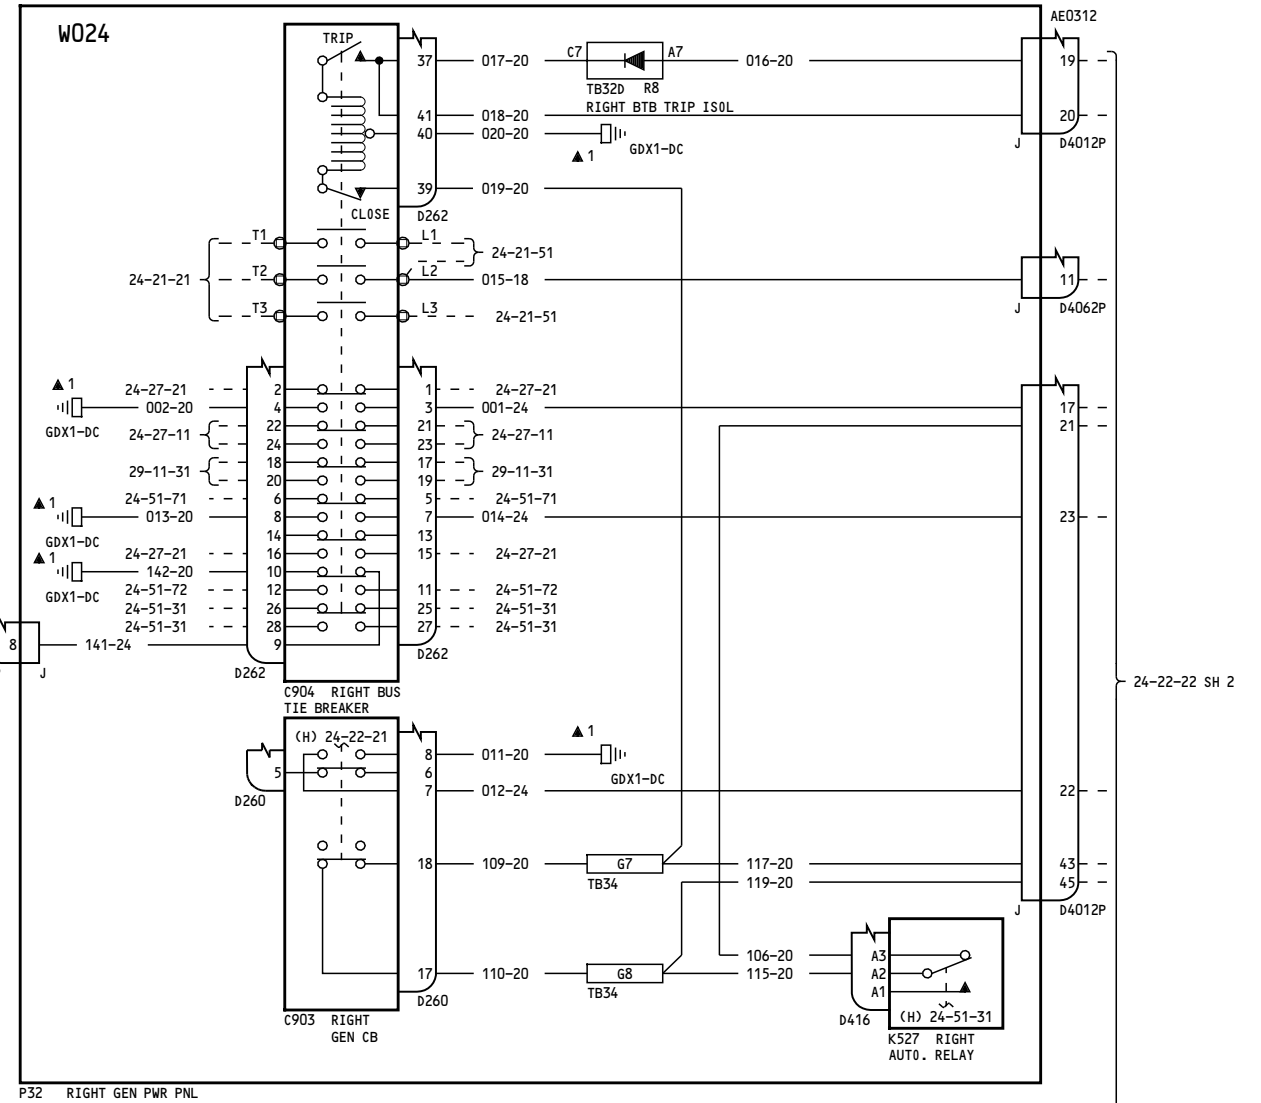 AE0312
W024
TRIP
37 017-20 C7 A7 016-20 19
TB32D R8
RIGHT BTB TRIP ISOL
41 018-20 20
40 020-20
▲ 1 GDX1-DC
J D4012P
39 019-20
CLOSE D262
T1 L1
24-21-51
24-21-21 T2 L2 015-18 11
T3 L3 24-21-51
J D4062P
▲ 1
24-27-21 2 1 24-27-21
002-20 4 3 001-24 17
GDX1-DC
22 21 21
24-27-11 24-27-11
24 23
18 17
29-11-31 29-11-31
20 19
24-51-71 6 5 24-51-71
▲ 1
013-20 8 7 014-24 23
GDX1-DC
14 13
24-27-21 16 15 24-27-21
▲ 1
142-20 10
24-51-72 12 11 24-51-72
GDX1-DC
24-51-31 26 25 24-51-31
24-51-31 28 27 24-51-31
8 141-24 9
J D262 D262
24-22-22 SH 2
C904 RIGHT BUS
TIE BREAKER
(H) 24-22-21
▲ 1
8 011-20
GDX1-DC
5 6
D260
7 012-24 22
18 109-20 G7 117-20 43
TB34
119-20 45
J D4012P
106-20 A3
17 110-20 G8 115-20 A2
TB34
A1
D260
D416 (H) 24-51-31
C903 RIGHT
GEN CB
K527 RIGHT
AUTO. RELAY
P32 RIGHT GEN PWR PNL